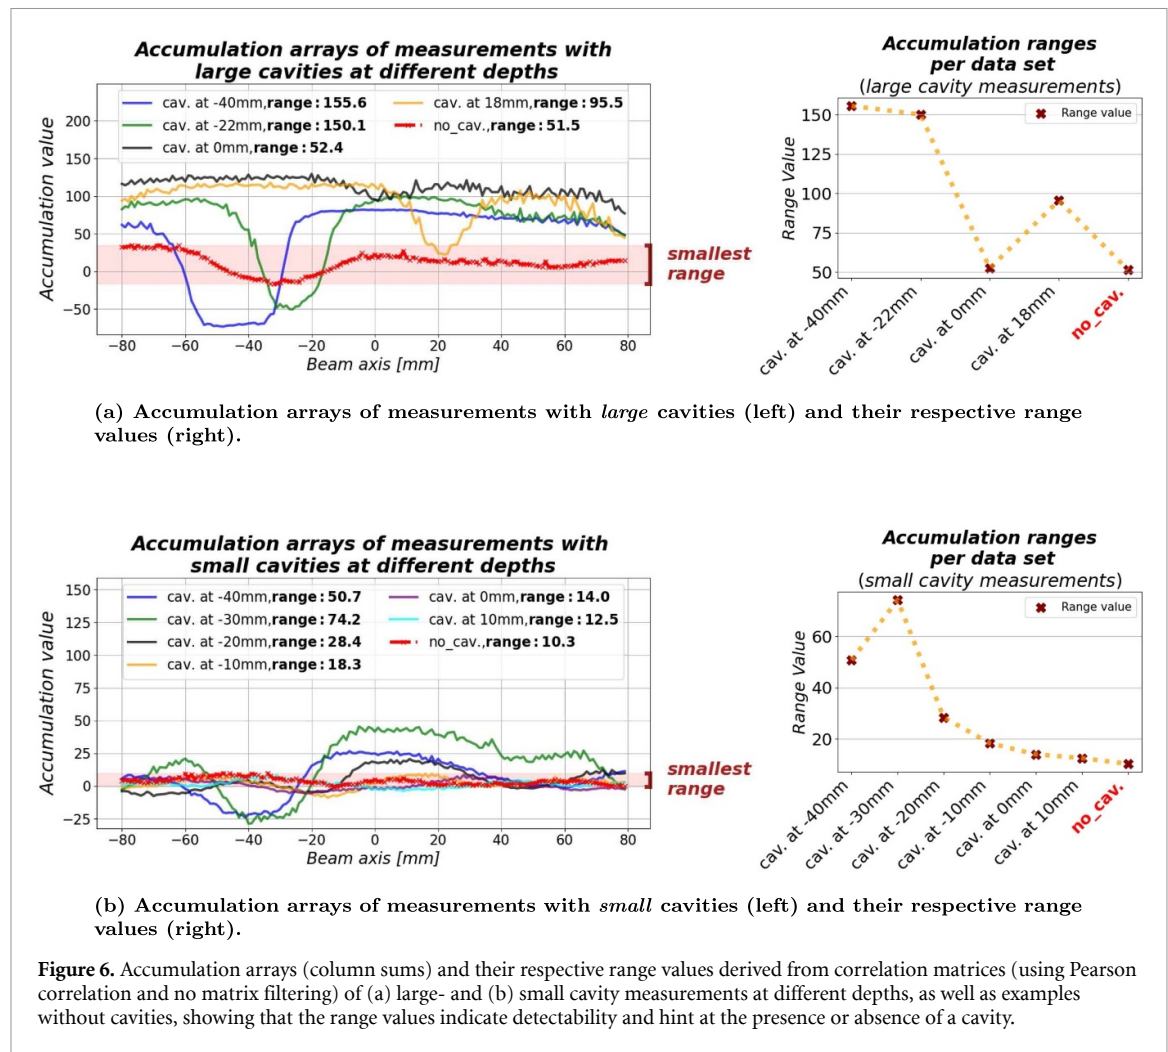 Accumulation arrays of measurements with
large cavities at different depths
cav. at -40mm,range: 155.6
cav. at -22mm,range: 150.1
cav. at 0mm,range: 52.4
cav. at 18mm,range: 95.5
no_cav.,range: 51.5
Accumulation value
200
150
100
50
0
−50
−80 −60 −40 −20 0 20 40 60 80
Beam axis [mm]
smallest
range
Accumulation ranges
per data set
(large cavity measurements)
Range value
Range Value
150
125
100
75
50
cav. at -40mm
cav. at -22mm
cav. at 0mm
cav. at 18mm
no_cav.
(a) Accumulation arrays of measurements with large cavities (left) and their respective range
values (right).
Accumulation arrays of measurements with
small cavities at different depths
cav. at -40mm,range: 50.7
cav. at -30mm,range: 74.2
cav. at -20mm,range: 28.4
cav. at -10mm,range: 18.3
cav. at 0mm,range: 14.0
cav. at 10mm,range: 12.5
no_cav.,range: 10.3
Accumulation value
150
125
100
75
50
25
0
−25
−80 −60 −40 −20 0 20 40 60 80
Beam axis [mm]
smallest
range
Accumulation ranges
per data set
(small cavity measurements)
Range value
Range Value
60
40
20
cav. at -40mm
cav. at -30mm
cav. at -20mm
cav. at -10mm
cav. at 0mm
cav. at 10mm
no_cav.
(b) Accumulation arrays of measurements with small cavities (left) and their respective range
values (right).
Figure 6. Accumulation arrays (column sums) and their respective range values derived from correlation matrices (using Pearson
correlation and no matrix filtering) of (a) large- and (b) small cavity measurements at different depths, as well as examples
without cavities, showing that the range values indicate detectability and hint at the presence or absence of a cavity.